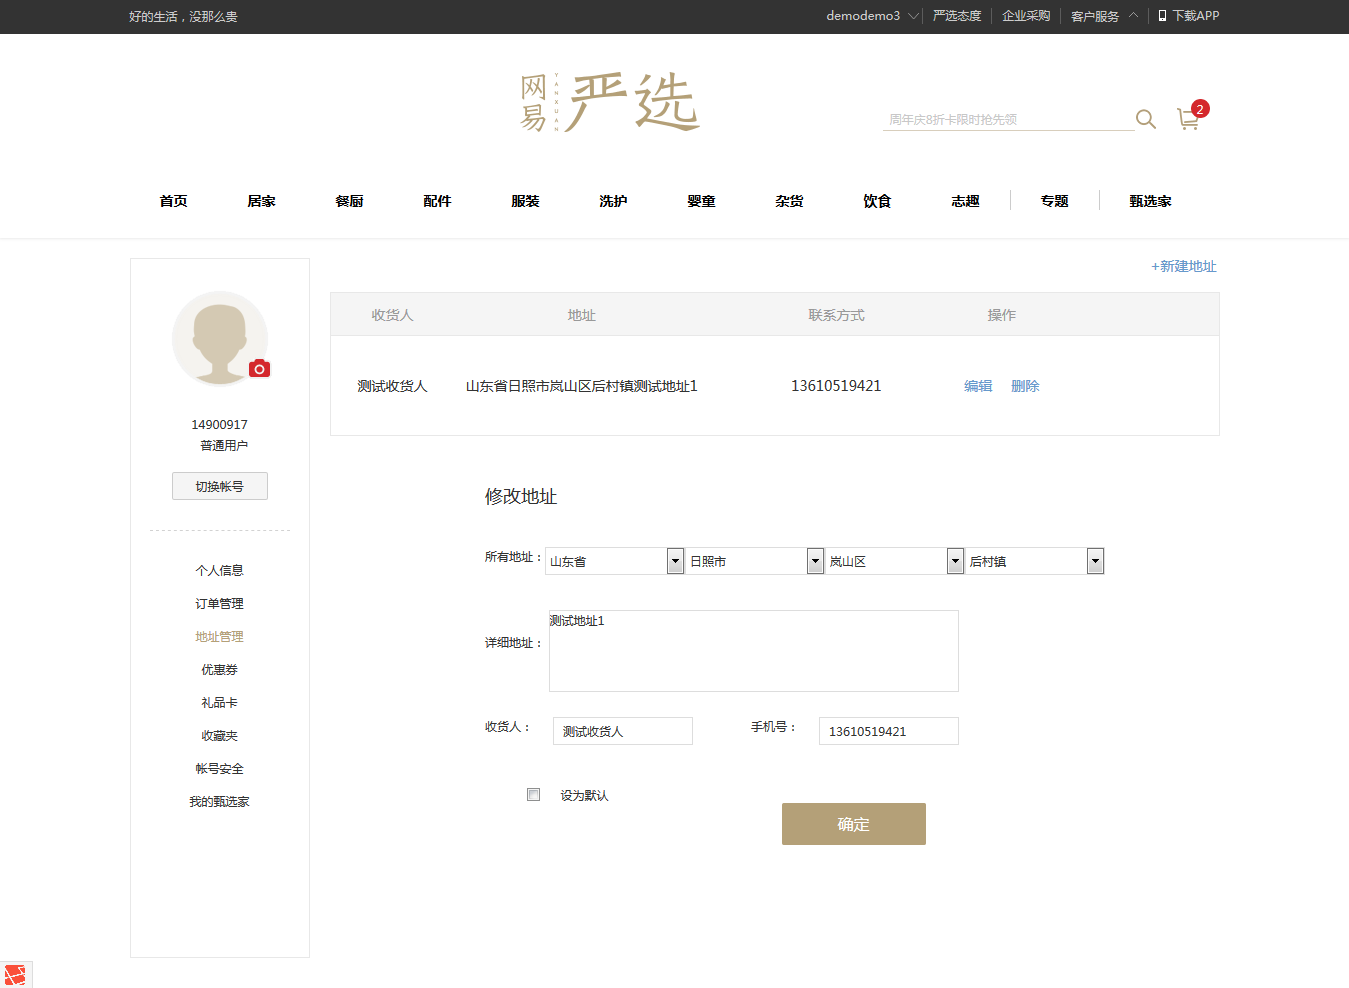 好的生活，没那么贵
demodemo3 严选态度 企业采购 客户服务 下载APP
网易 YANXUAN 严选
周年庆8折卡限时抢先领
2
首页 居家 餐厨 配件 服装 洗护 婴童 杂货 饮食 志趣 专题 甄选家
+新建地址
收货人 地址 联系方式 操作
测试收货人 山东省日照市岚山区后村镇测试地址1 13610519421 编辑 删除
14900917
普通用户
切换帐号
个人信息
订单管理
地址管理
优惠券
礼品卡
收藏夹
帐号安全
我的甄选家
修改地址
所有地址： 山东省 日照市 岚山区 后村镇
详细地址： 测试地址1
收货人： 测试收货人 手机号： 13610519421
设为默认
确定